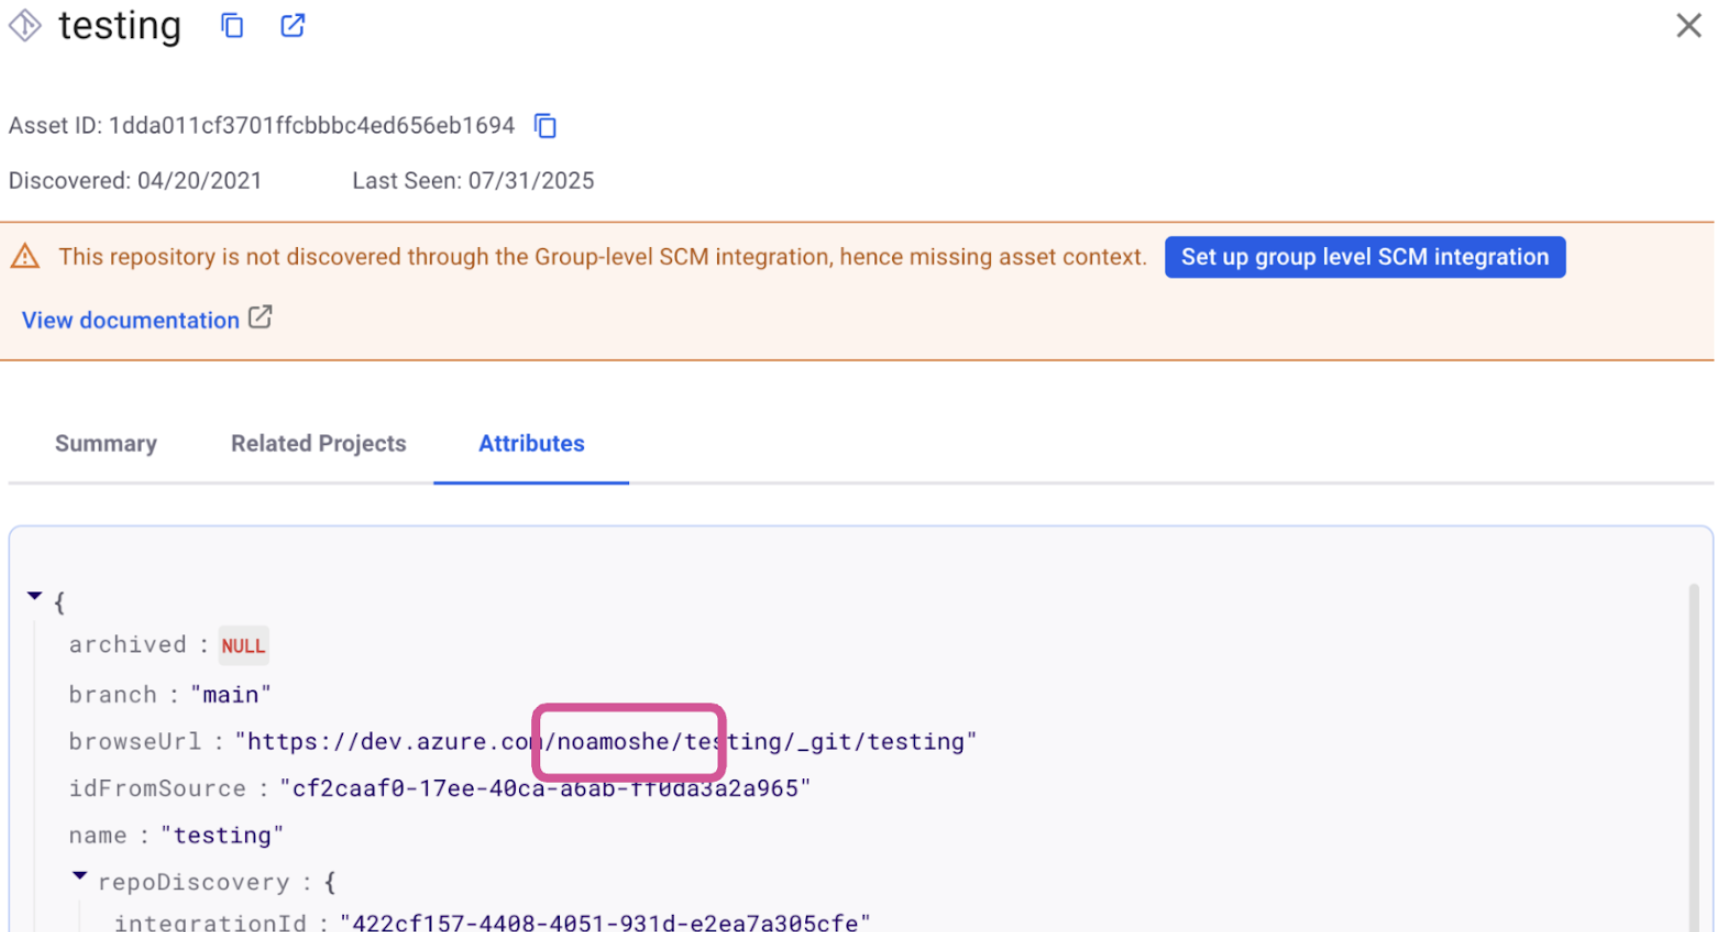 testing
Asset ID: 1dda011cf3701ffcbbbc4ed656eb1694
Discovered: 04/20/2021 Last Seen: 07/31/2025
This repository is not discovered through the Group-level SCM integration, hence missing asset context. Set up group level SCM integration
View documentation
Summary Related Projects Attributes
{
archived : NULL
branch : "main"
browseUrl : "https://dev.azure.com/noamoshe/testing/_git/testing"
idFromSource : "cf2caaf0-17ee-40ca-a6ab-ff0da3a2a965"
name : "testing"
repoDiscovery : {
integrationId : "422cf157-4408-4051-931d-e2ea7a305cfe"